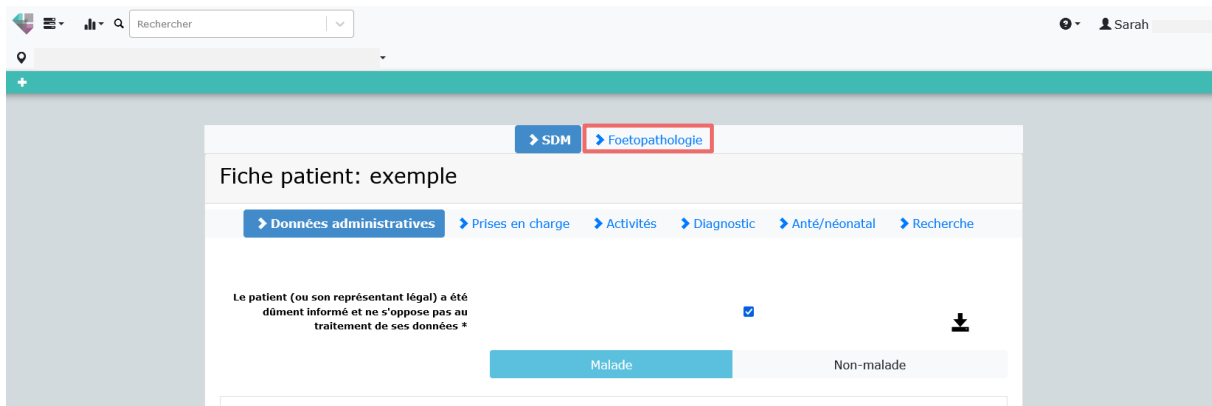 Rechercher
Sarah
SDM
Foetopathologie
Fiche patient: exemple
Données administratives Prises en charge Activités Diagnostic Anté/néonatal Recherche
Le patient (ou son représentant légal) a été
dûment informé et ne s'oppose pas au
traitement de ses données *
Malade Non-malade